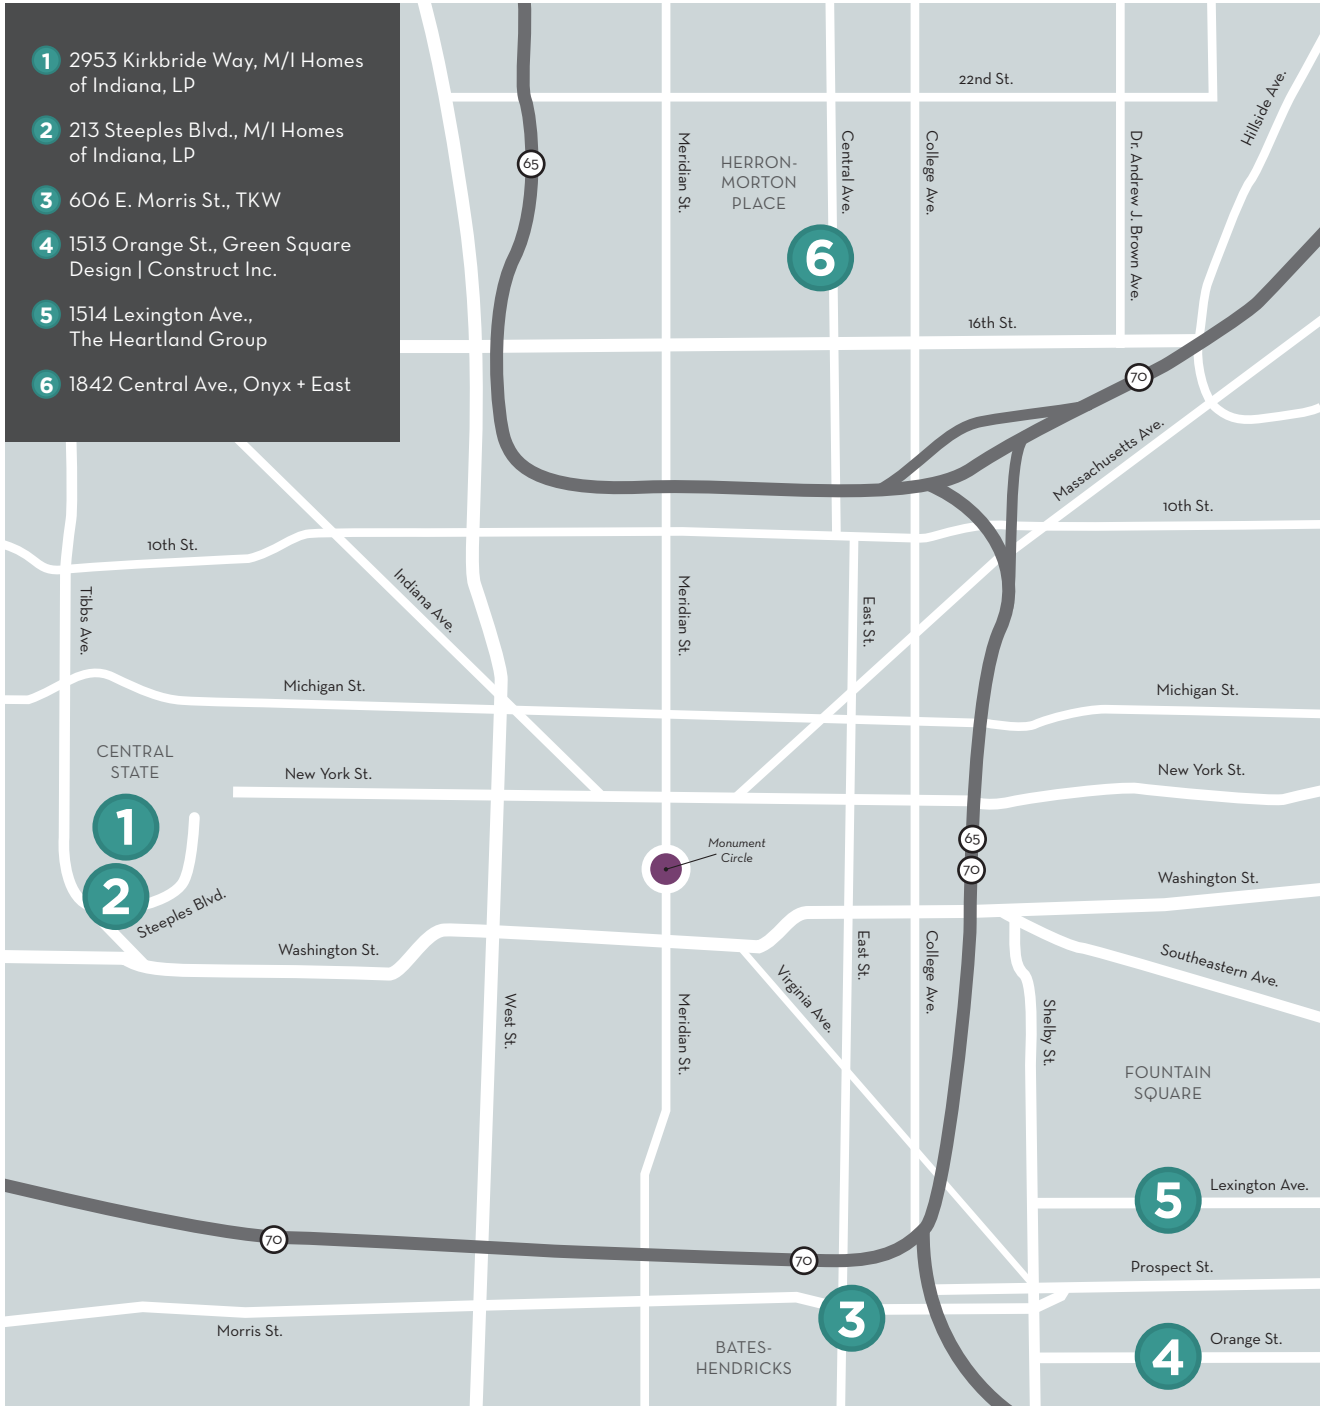 1 2953 Kirkbride Way, M/I Homes
of Indiana, LP
2 213 Steeples Blvd., M/I Homes
of Indiana, LP
3 606 E. Morris St., TKW
4 1513 Orange St., Green Square
Design | Construct Inc.
5 1514 Lexington Ave.,
The Heartland Group
6 1842 Central Ave., Onyx + East
22nd St.
Hillside Ave.
65
Meridian St.
HERRON-
MORTON
PLACE
Central Ave.
College Ave.
Dr. Andrew J. Brown Ave.
6
16th St.
70
Massachusetts Ave.
10th St.
10th St.
Tibbs Ave.
Indiana Ave.
Meridian St.
East St.
Michigan St.
Michigan St.
CENTRAL
STATE
New York St.
New York St.
1
65
Monument
Circle
70
2
Steeples Blvd.
Washington St.
Washington St.
East St.
College Ave.
Virginia Ave.
Southeastern Ave.
West St.
Meridian St.
Shelby St.
FOUNTAIN
SQUARE
5
Lexington Ave.
70
70
Prospect St.
3
Morris St.
BATES-
HENDRICKS
4
Orange St.